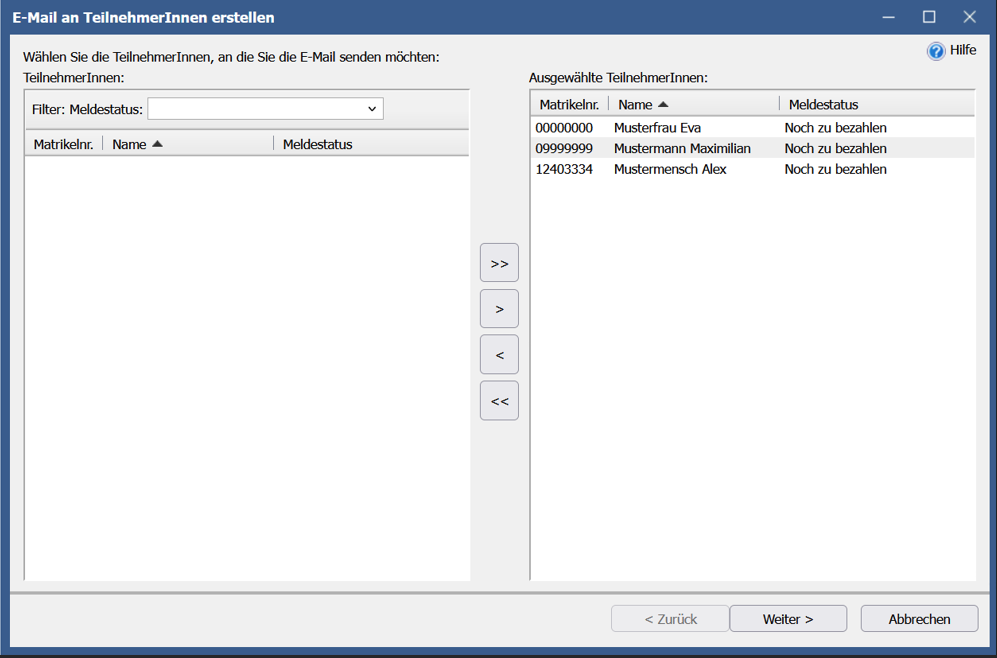 E-Mail an TeilnehmerInnen erstellen
Hilfe
Wählen Sie die TeilnehmerInnen, an die Sie die E-Mail senden möchten:
TeilnehmerInnen:
Filter: Meldestatus:
Matrikelnr. Name Meldestatus
>>
>
<
<<
Ausgewählte TeilnehmerInnen:
Matrikelnr. Name Meldestatus
00000000 Musterfrau Eva Noch zu bezahlen
09999999 Mustermann Maximilian Noch zu bezahlen
12403334 Mustermensch Alex Noch zu bezahlen
< Zurück Weiter > Abbrechen